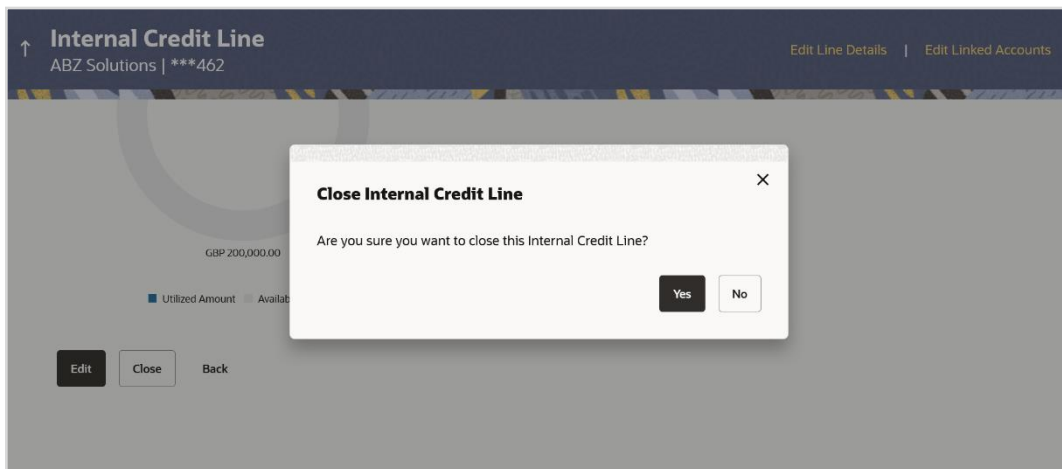 Internal Credit Line
ABZ Solutions | ***462
Edit Line Details | Edit Linked Accounts
Close Internal Credit Line
Are you sure you want to close this Internal Credit Line?
Yes No
GBP 200,000.00
Utilized Amount
Edit Close Back